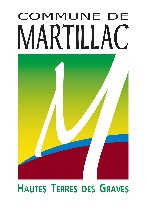 COMMUNE DE
MARTILLAC
M
HAUTES TERRES DES GRAVES